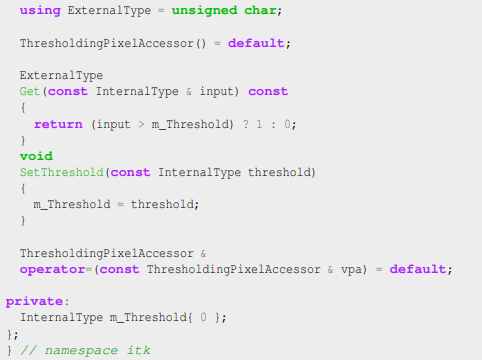 using ExternalType = unsigned char;
ThresholdingPixelAccessor() = default;
ExternalType
Get(const InternalType & input) const
{
return (input > m_Threshold) ? 1 : 0;
}
void
SetThreshold(const InternalType threshold)
{
m_Threshold = threshold;
}
ThresholdingPixelAccessor &
operator=(const ThresholdingPixelAccessor & vpa) = default;
private:
InternalType m_Threshold{ 0 };
};
} // namespace itk